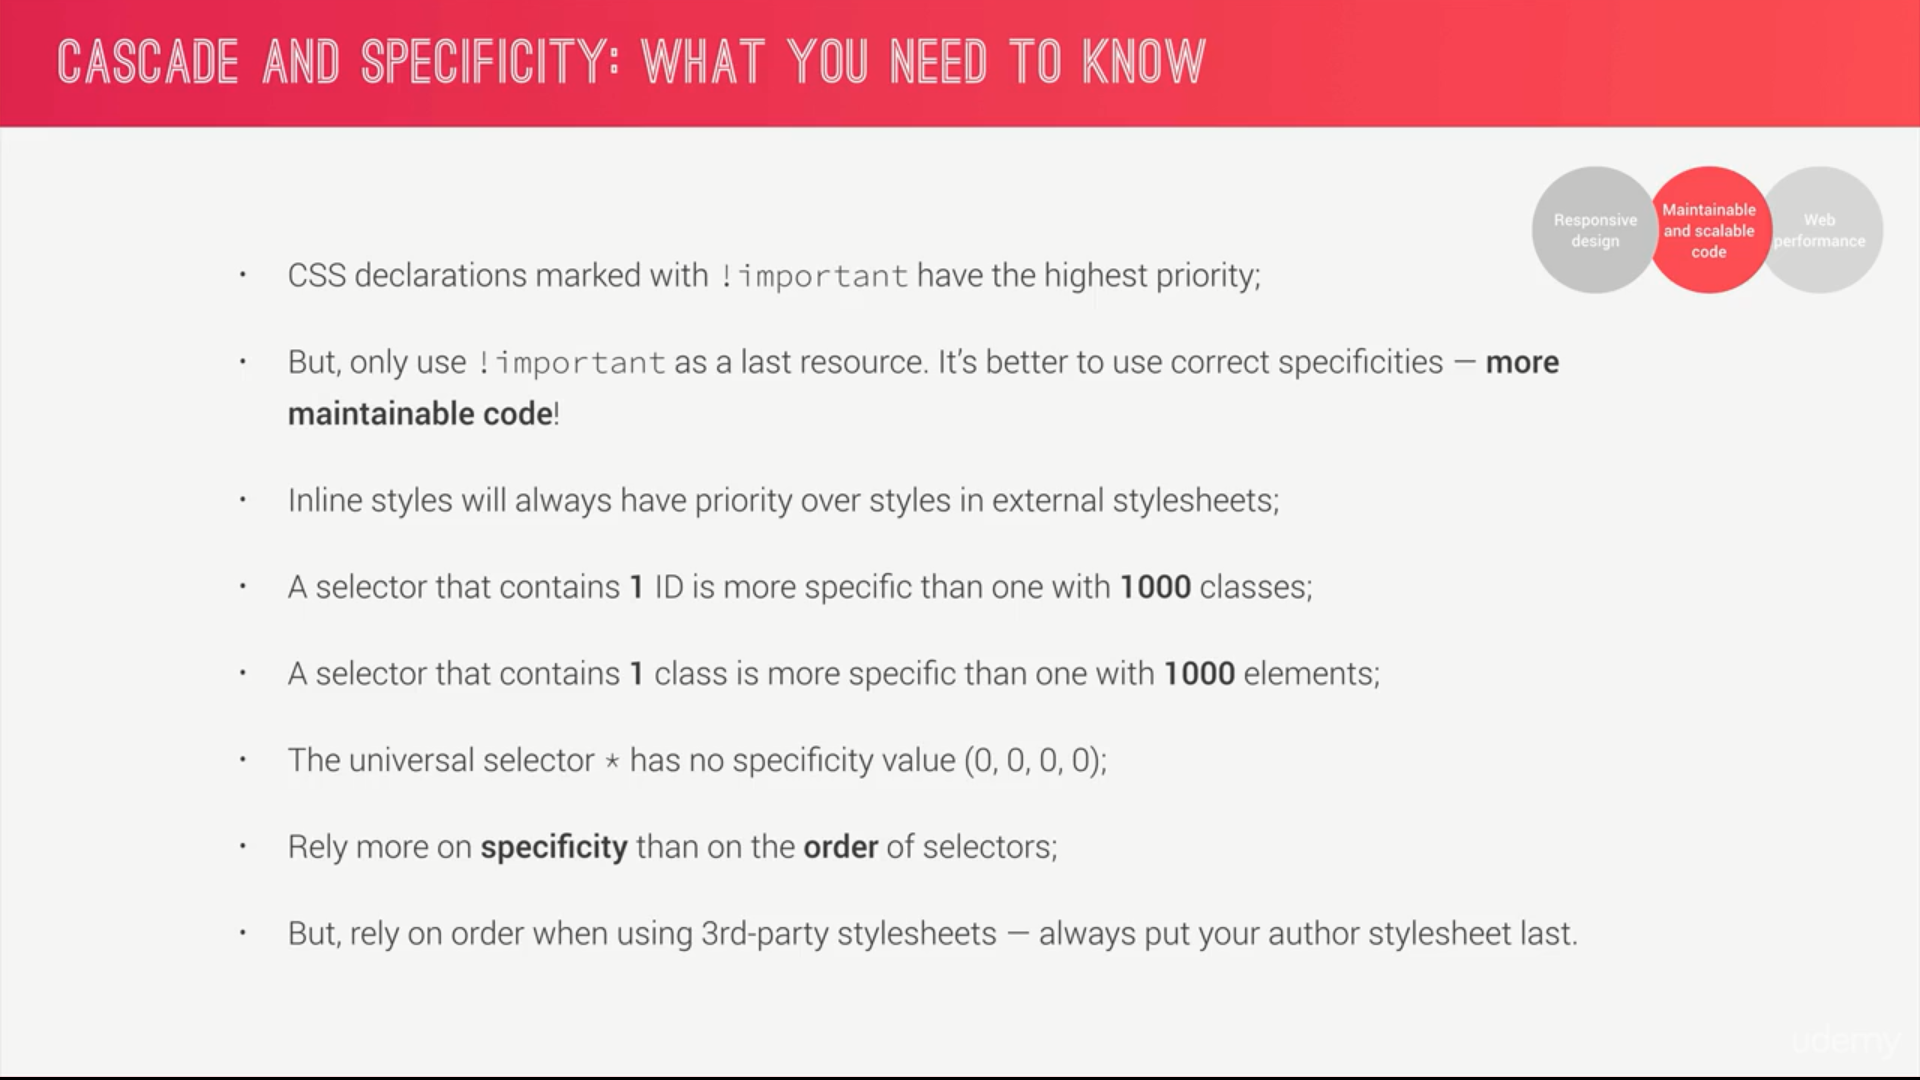 CASCADE AND SPECIFICITY: WHAT YOU NEED TO KNOW
Responsive
design
Maintainable
and scalable
code
Web
performance
• CSS declarations marked with !important have the highest priority;
• But, only use !important as a last resource. It's better to use correct specificities — more
maintainable code!
• Inline styles will always have priority over styles in external stylesheets;
• A selector that contains 1 ID is more specific than one with 1000 classes;
• A selector that contains 1 class is more specific than one with 1000 elements;
• The universal selector * has no specificity value (0, 0, 0, 0);
• Rely more on specificity than on the order of selectors;
• But, rely on order when using 3rd-party stylesheets — always put your author stylesheet last.
udemy